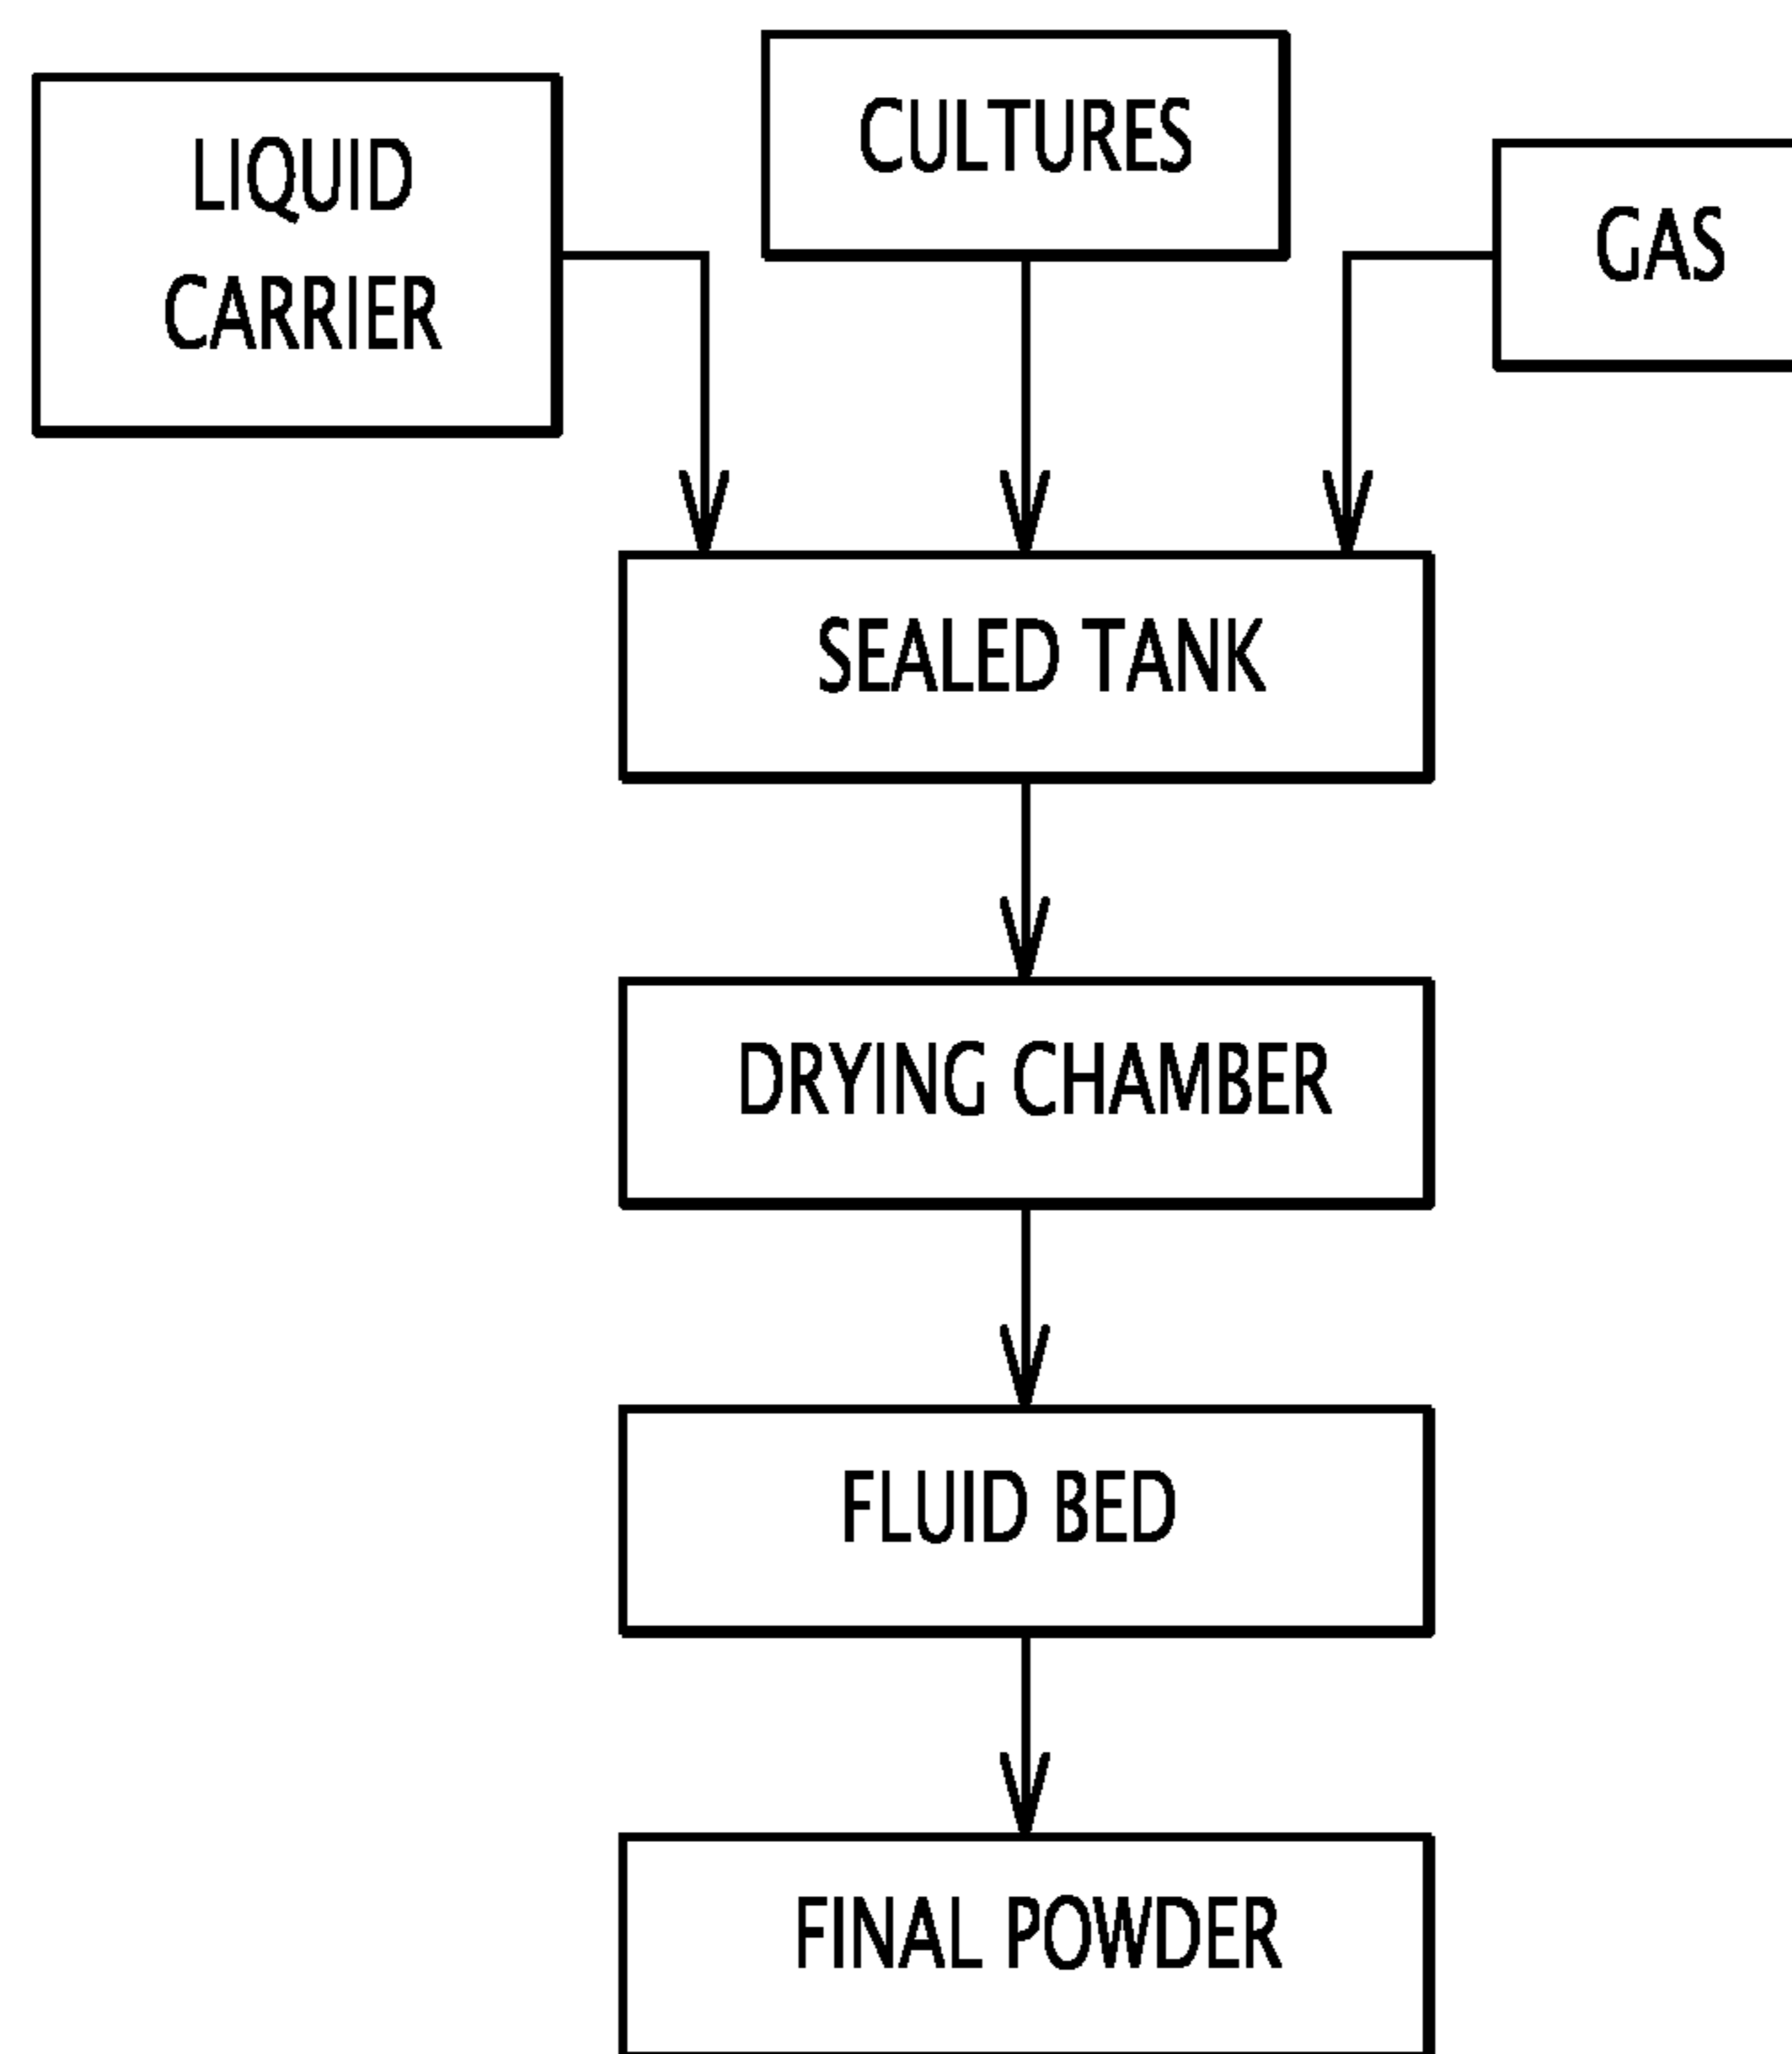 LIQUID
CARRIER
CULTURES
GAS
SEALED TANK
DRYING CHAMBER
FLUID BED
FINAL POWDER